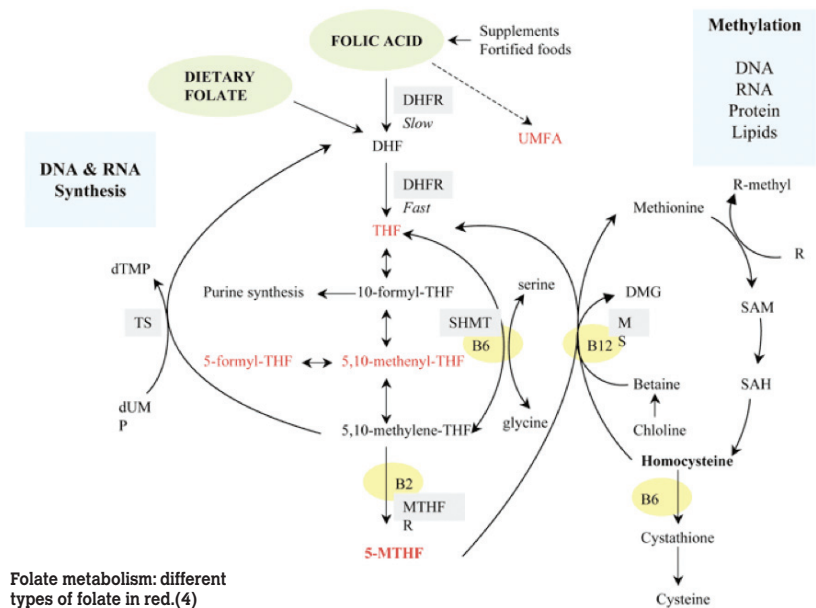 FOLIC ACID
Supplements
Fortified foods
Methylation
DNA
RNA
Protein
Lipids
DIETARY
FOLATE
DHFR
Slow
UMFA
DHF
DNA & RNA
Synthesis
DHFR
Fast
R-methyl
Methionine
THF
R
dTMP
serine
DMG
Purine synthesis
10-formyl-THF
SAM
TS
SHMT
B6
B12
M
S
5-formyl-THF
5,10-methenyl-THF
Betaine
SAH
dUM
P
glycine
Chloline
5,10-methylene-THF
Homocysteine
B2
MTHF
R
B6
5-MTHF
Cystathione
Folate metabolism: different
types of folate in red.(4)
Cysteine